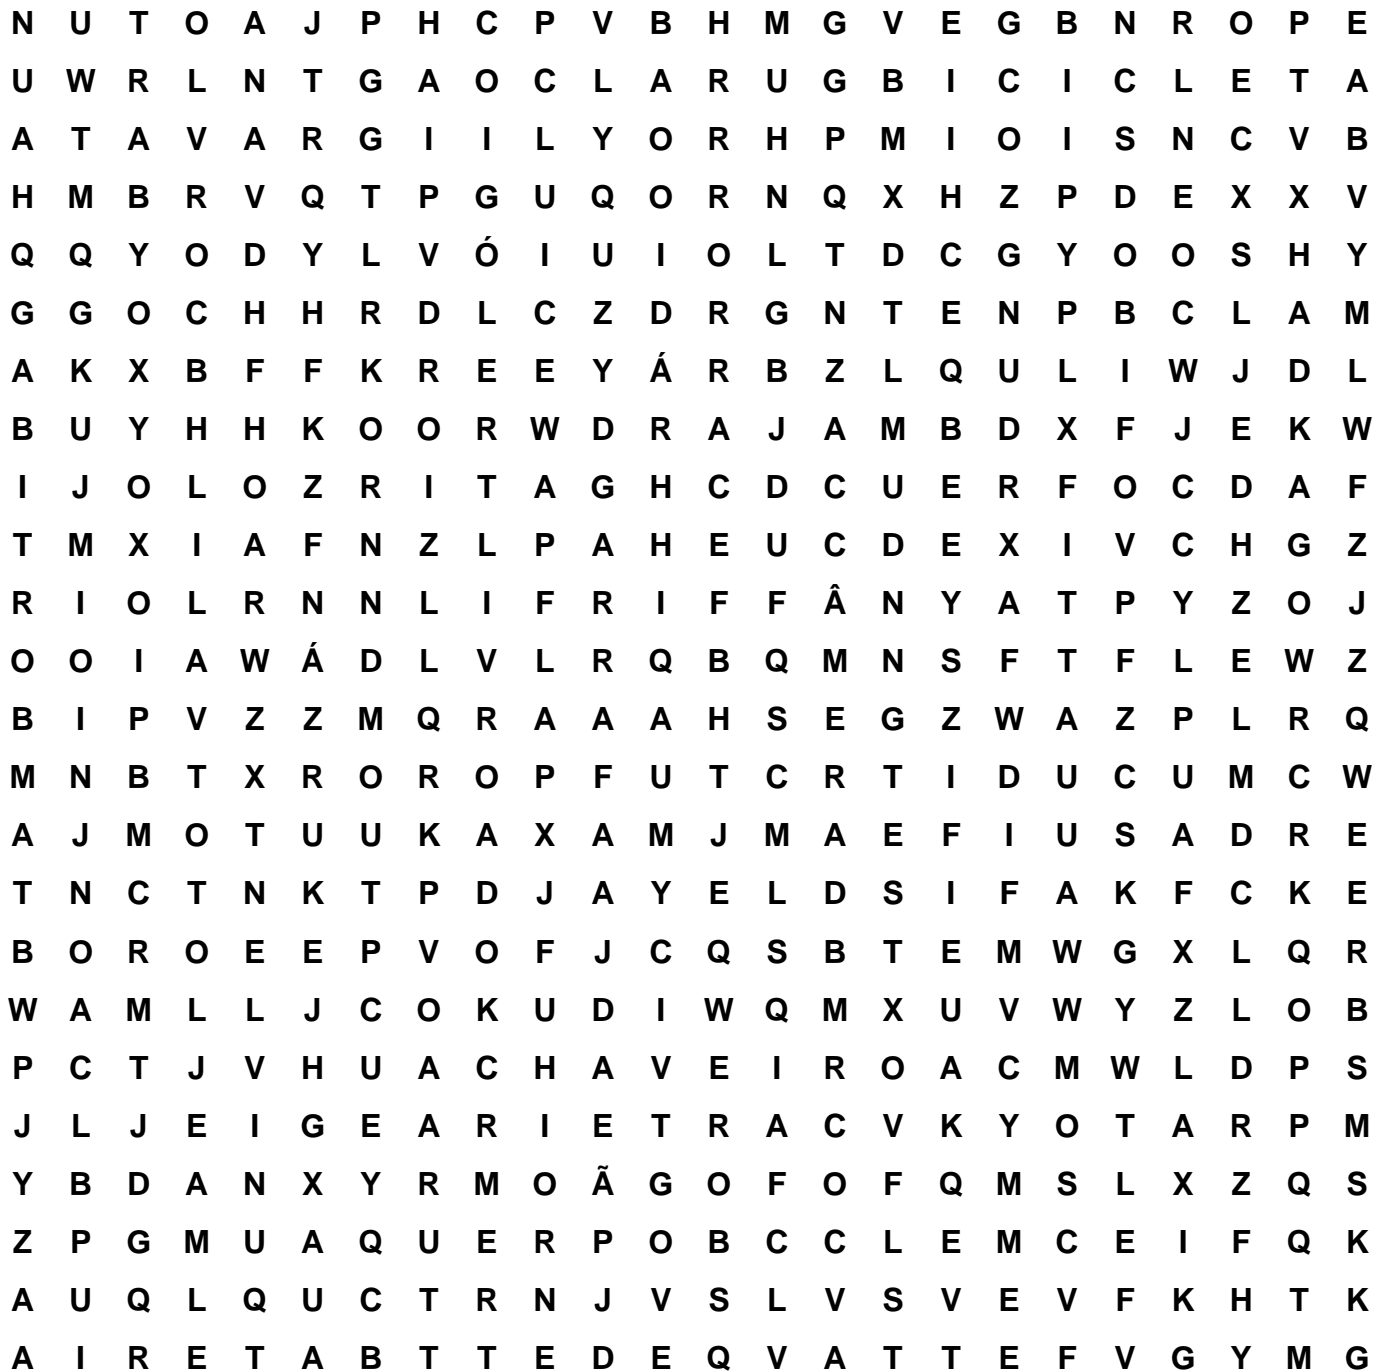 N U T O A J P H C P V B H M G V E G B N R O P E
U W R L N T G A O C L A R U G B I C I C L E T A
A T A V A R G I I L Y O R H P M I O I S N C V B
H M B R V Q T P G U Q O R N Q X H Z P D E X X V
Q Q Y O D Y L V Ó I U I O L T D C G Y O O S H Y
G G O C H H R D L C Z D R G N T E N P B C L A M
A K X B F F K R E E Y Á R B Z L Q U L I W J D L
B U Y H H K O O R W D R A J A M B D X F J E K W
I J O L O Z R I T A G H C D C U E R F O C D A F
T M X I A F N Z L P A H E U C D E X I V C H G Z
R I O L R N N L I F R I F F Â N Y A T P Y Z O J
O O I A W Á D L V L R Q B Q M N S F T F L E W Z
B I P V Z Z M Q R A A A H S E G Z W A Z P L R Q
M N B T X R O R O P F U T C R T I D U C U M C W
A J M O T U U K A X A M J M A E F I U S A D R E
T N C T N K T P D J A Y E L D S I F A K F C K E
B O R O E E P V O F J C Q S B T E M W G X L Q R
W A M L L J C O K U D I W Q M X U V W Y Z L O B
P C T J V H U A C H A V E I R O A C M W L D P S
J L J E I G E A R I E T R A C V K Y O T A R P M
Y B D A N X Y R M O Ã G O F O F Q M S L X Z Q S
Z P G M U A Q U E R P O B C C L E M C E I F Q K
A U Q L Q U C T R N J V S L V S V E V F K H T K
A I R E T A B T T E D E Q V A T T E F V G Y M G